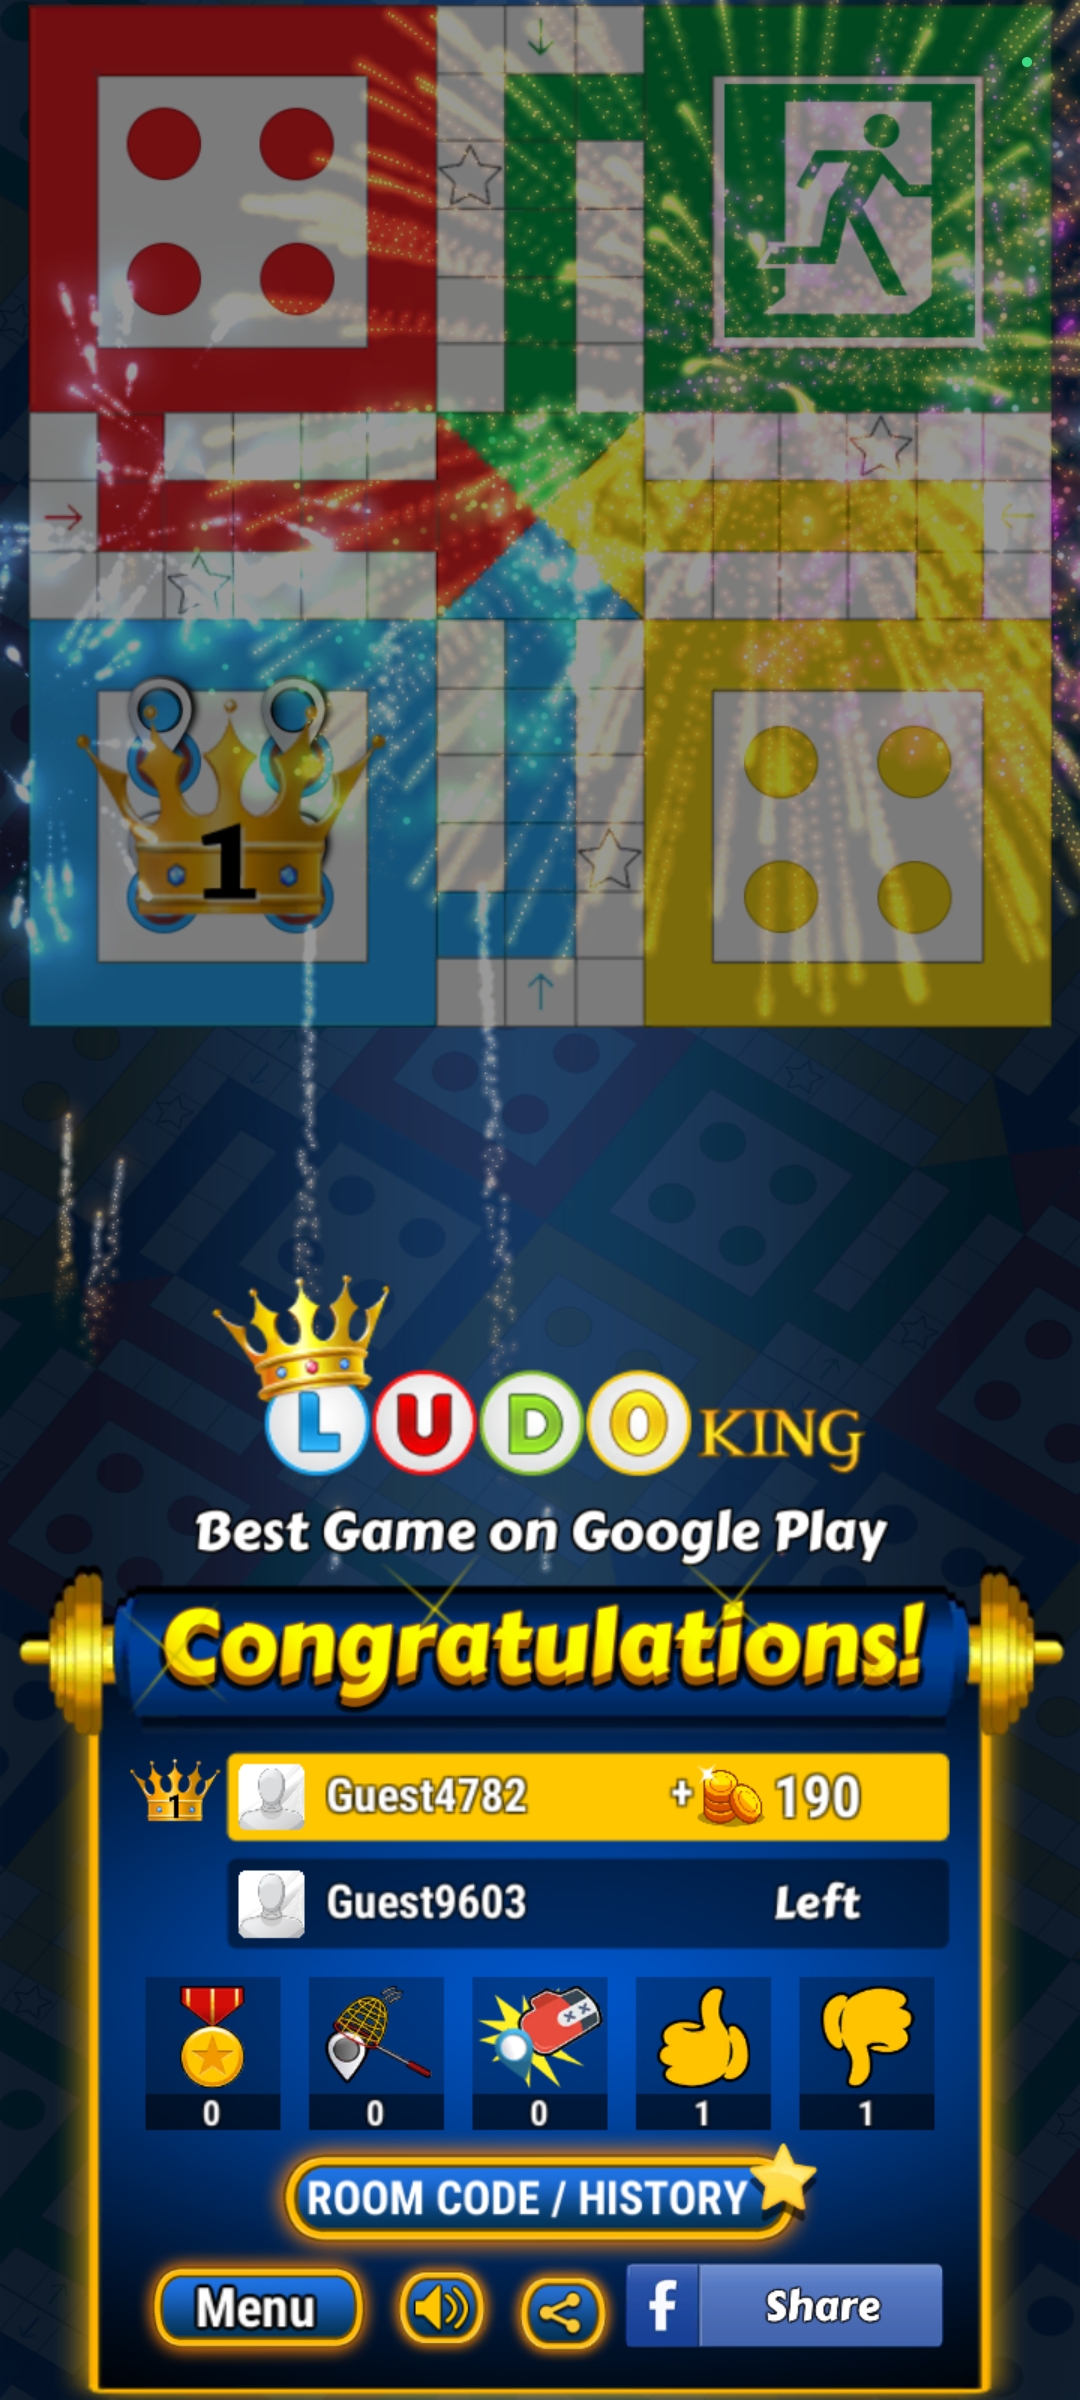 1
LUDO KING
Best Game on Google Play
Congratulations!
1 Guest4782 + 190
Guest9603 Left
0 0 0 1 1
ROOM CODE / HISTORY
Menu f Share